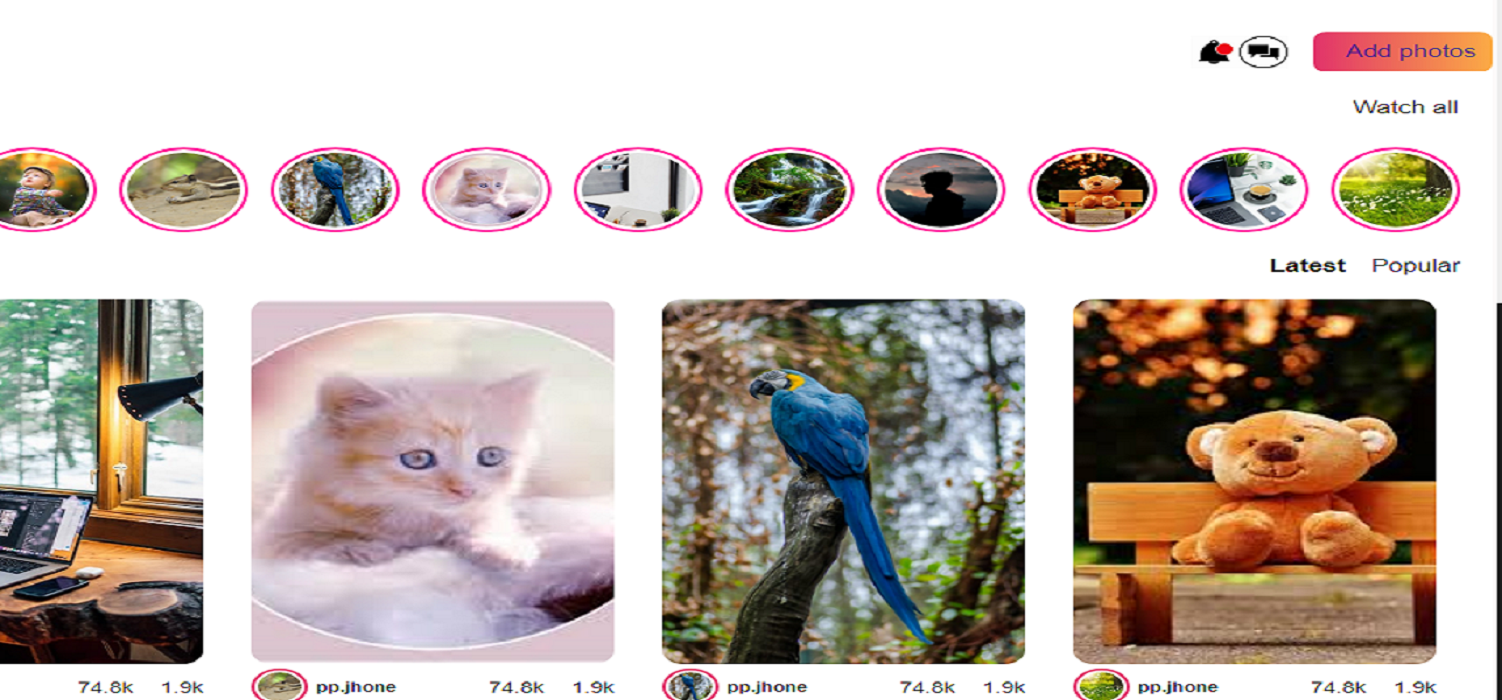 Add photos
Watch all
Latest Popular
74.8k 1.9k
pp.jhone 74.8k 1.9k
pp.jhone 74.8k 1.9k
pp.jhone 74.8k 1.9k